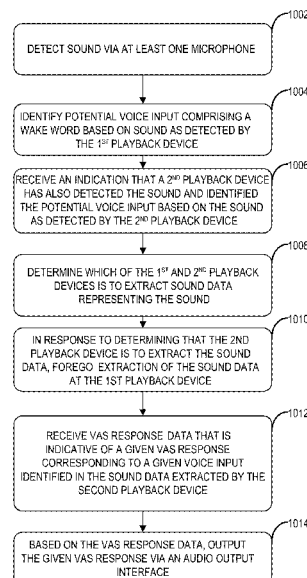 1002
DETECT SOUND VIA AT LEAST ONE MICROPHONE
1004
IDENTIFY POTENTIAL VOICE INPUT COMPRISING A
WAKE WORD BASED ON SOUND AS DETECTED BY
THE 1ST PLAYBACK DEVICE
1006
RECEIVE AN INDICATION THAT A 2ND PLAYBACK DEVICE
HAS ALSO DETECTED THE SOUND AND IDENTIFIED
THE POTENTIAL VOICE INPUT BASED ON THE SOUND
AS DETECTED BY THE 2ND PLAYBACK DEVICE
1008
DETERMINE WHICH OF THE 1ST AND 2ND PLAYBACK
DEVICES IS TO EXTRACT SOUND DATA
REPRESENTING THE SOUND
1010
IN RESPONSE TO DETERMINING THAT THE 2ND
PLAYBACK DEVICE IS TO EXTRACT THE SOUND
DATA, FOREGO EXTRACTION OF THE SOUND DATA
AT THE 1ST PLAYBACK DEVICE
1012
RECEIVE VAS RESPONSE DATA THAT IS
INDICATIVE OF A GIVEN VAS RESPONSE
CORRESPONDING TO A GIVEN VOICE INPUT
IDENTIFIED IN THE SOUND DATA EXTRACTED BY THE
SECOND PLAYBACK DEVICE
1014
BASED ON THE VAS RESPONSE DATA, OUTPUT
THE GIVEN VAS RESPONSE VIA AN AUDIO OUTPUT
INTERFACE